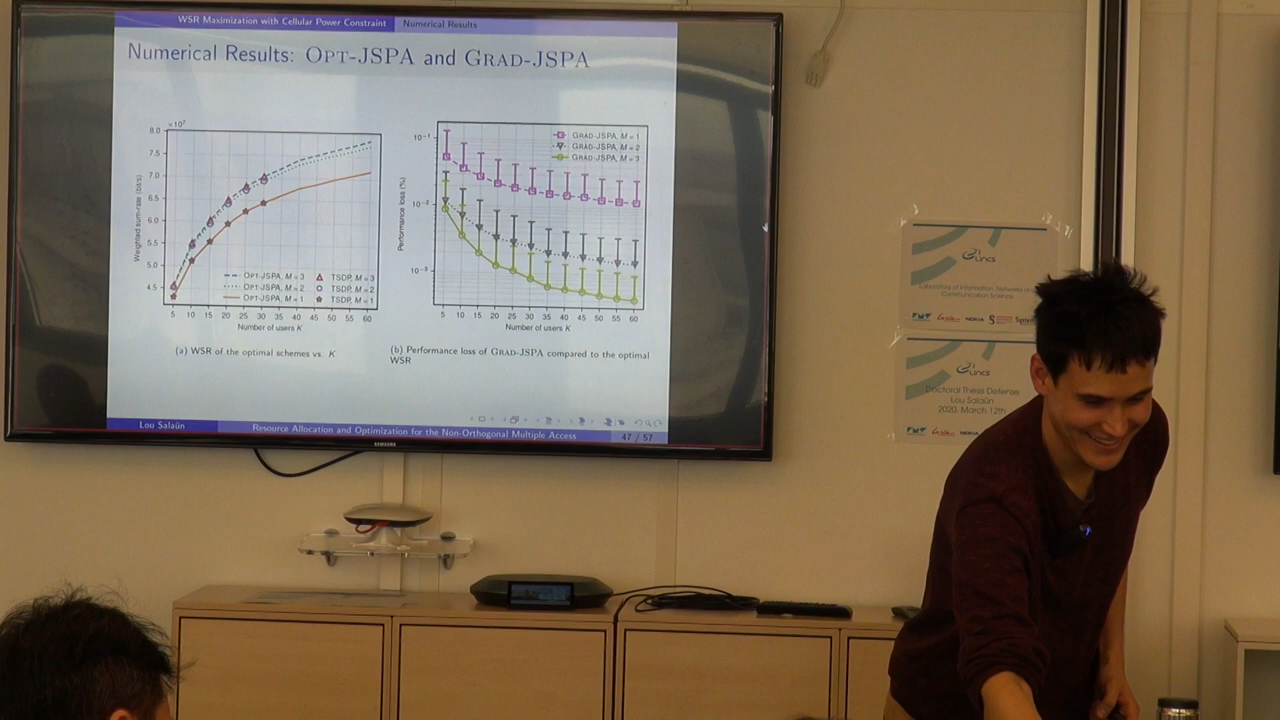 WSR Maximization with Cellular Power Constraint Numerical Results
Numerical Results: OPT-JSPA and GRAD-JSPA
×10⁷
8.0
7.5
7.0
6.5
6.0
5.5
5.0
4.5
Weighted sum-rate (bit/s)
OPT-JSPA, M = 3
OPT-JSPA, M = 2
OPT-JSPA, M = 1
TSDP, M = 3
TSDP, M = 2
TSDP, M = 1
5 10 15 20 25 30 35 40 45 50 55 60
Number of users K
(a) WSR of the optimal schemes vs. K
10⁻¹
10⁻²
10⁻³
Performance loss (%)
GRAD-JSPA, M = 1
GRAD-JSPA, M = 2
GRAD-JSPA, M = 3
5 10 15 20 25 30 35 40 45 50 55 60
Number of users K
(b) Performance loss of GRAD-JSPA compared to the optimal
WSR
Lou Salaün Resource Allocation and Optimization for the Non-Orthogonal Multiple Access 47 / 57
SAMSUNG
Lincs
Laboratory of Information, Networks and
Communication Science
NOKIA
Lincs
Doctoral Thesis Defense
Lou Salaün
2020, March 12th
NOKIA